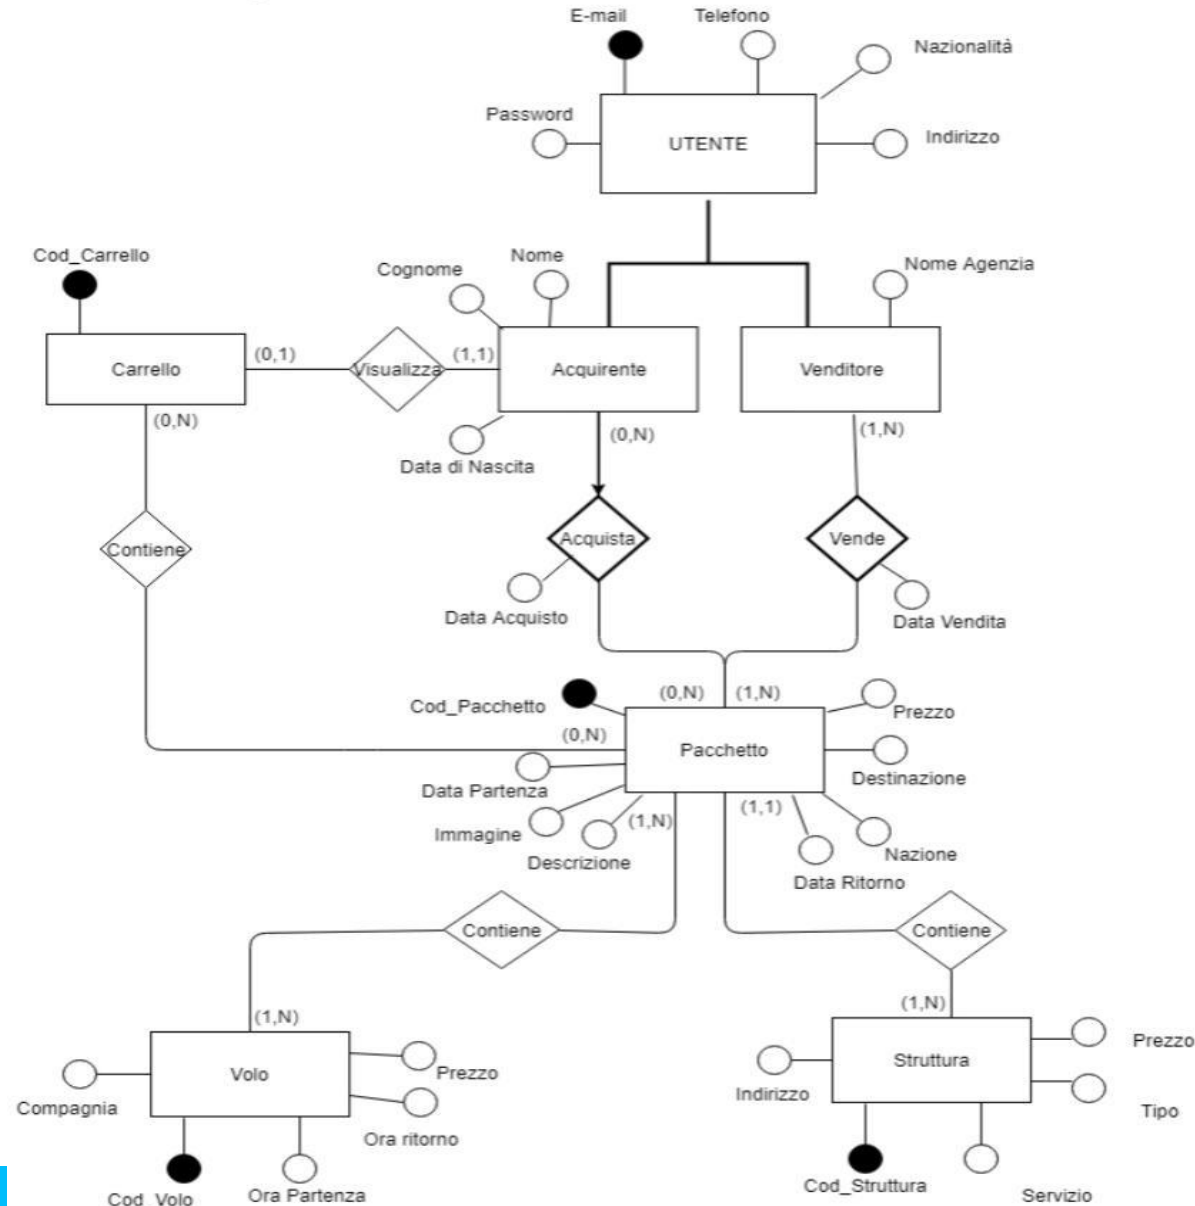 E-mail
Telefono
Nazionalità
Password
UTENTE
Indirizzo
Cod_Carrello
Cognome
Nome
Nome Agenzia
Carrello
(0,1)
Visualizza
(1,1)
Acquirente
Venditore
(0,N)
Data di Nascita
(0,N)
(1,N)
Contiene
Acquista
Vende
Data Acquisto
Data Vendita
Cod_Pacchetto
(0,N)
(1,N)
Prezzo
(0,N)
Pacchetto
Destinazione
Data Partenza
Immagine
Descrizione
(1,N)
(1,1)
Nazione
Data Ritorno
Contiene
Contiene
(1,N)
(1,N)
Volo
Prezzo
Compagnia
Ora ritorno
Cod_Volo
Ora Partenza
Struttura
Prezzo
Indirizzo
Tipo
Cod_Struttura
Servizio